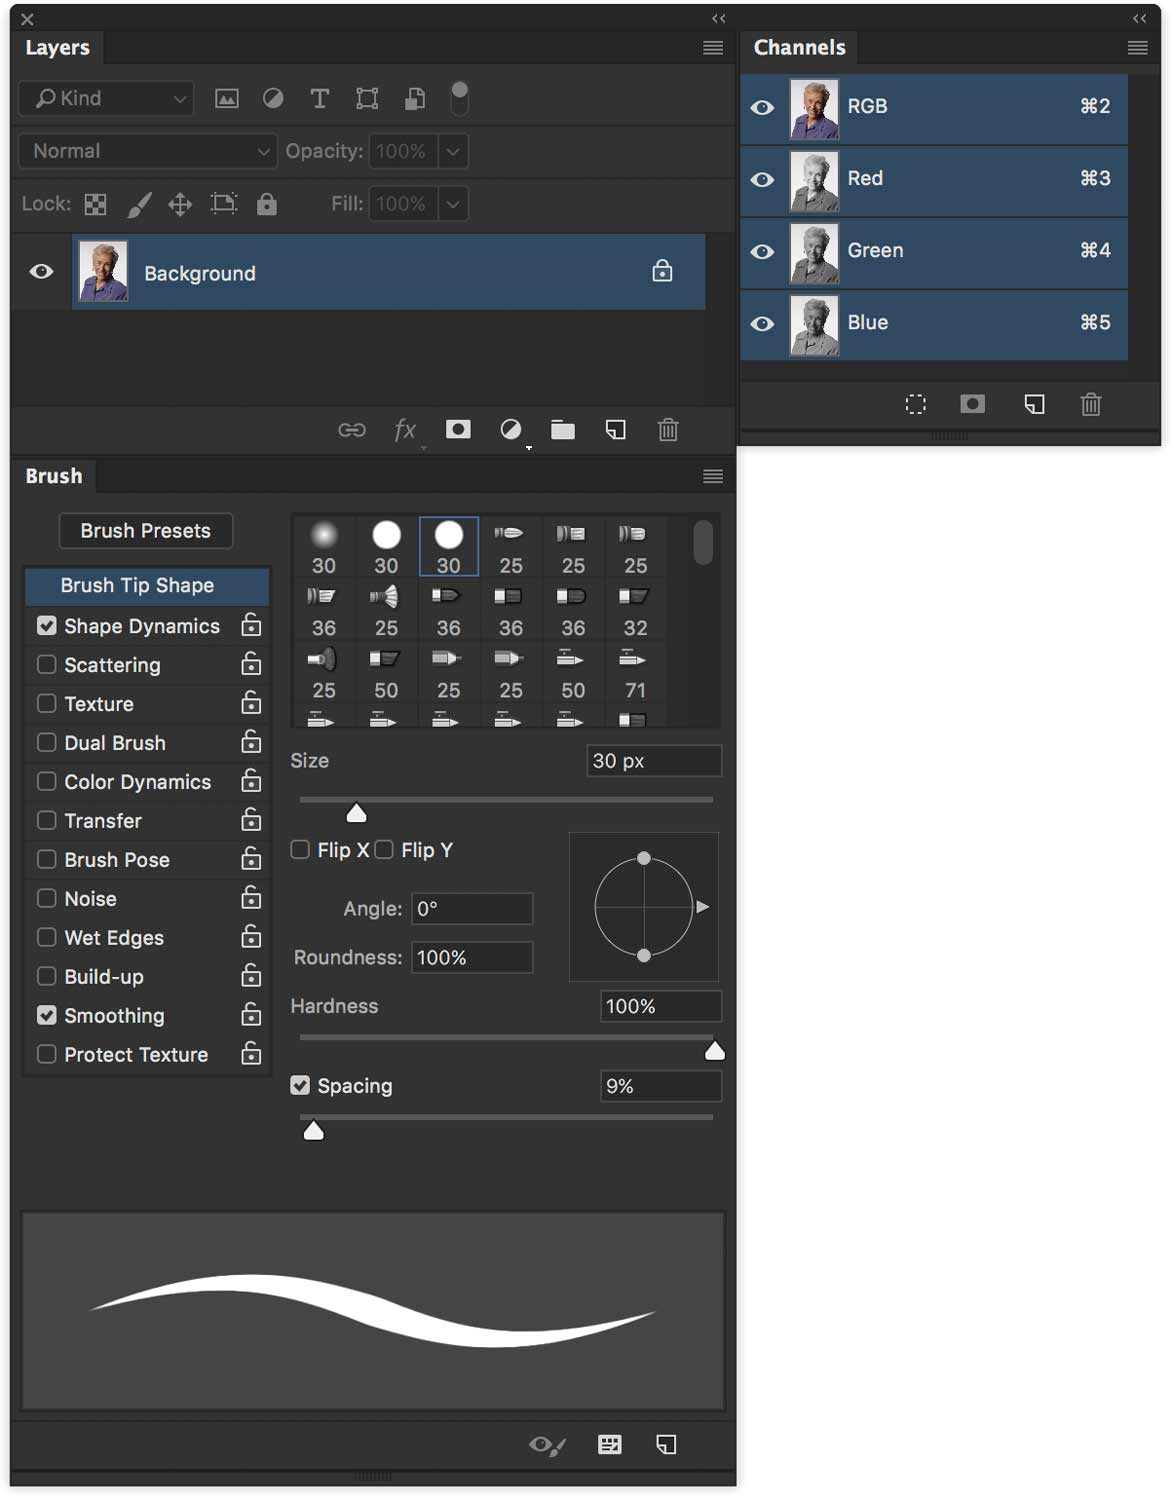 Layers
Kind
Normal
Opacity: 100%
Lock:
Fill: 100%
Background
fx
Channels
RGB ⌘2
Red ⌘3
Green ⌘4
Blue ⌘5
Brush
Brush Presets
Brush Tip Shape
Shape Dynamics
Scattering
Texture
Dual Brush
Color Dynamics
Transfer
Brush Pose
Noise
Wet Edges
Build-up
Smoothing
Protect Texture
30 30 30 25 25 25
36 25 36 36 36 32
25 50 25 25 50 71
Size 30 px
Flip X Flip Y
Angle: 0°
Roundness: 100%
Hardness 100%
Spacing 9%